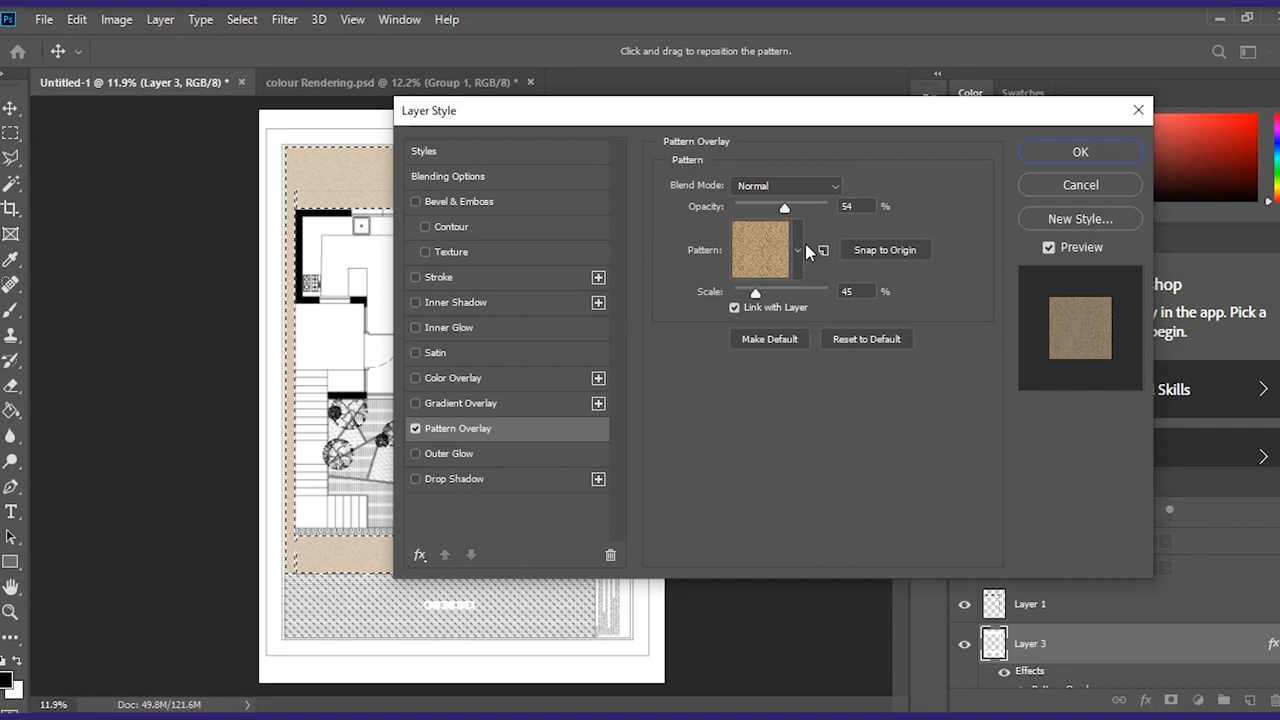 Ps File Edit Image Layer Type Select Filter 3D View Window Help
Click and drag to reposition the pattern.
Untitled-1 @ 11.9% (Layer 3, RGB/8) * × colour Rendering.psd @ 12.2% (Group 1, RGB/8) * ×
Color Swatches
Layer Style
Styles
Blending Options
Bevel & Emboss
Contour
Texture
Stroke
Inner Shadow
Inner Glow
Satin
Color Overlay
Gradient Overlay
Pattern Overlay
Outer Glow
Drop Shadow
fx
Pattern Overlay
Pattern
Blend Mode: Normal
Opacity: 54 %
Pattern: Snap to Origin
Scale: 45 %
Link with Layer
Make Default Reset to Default
OK
Cancel
New Style...
Preview
shop
y in the app. Pick a
begin.
Skills
Layer 1
Layer 3 fx
Effects
11.9% Doc: 49.8M/121.6M